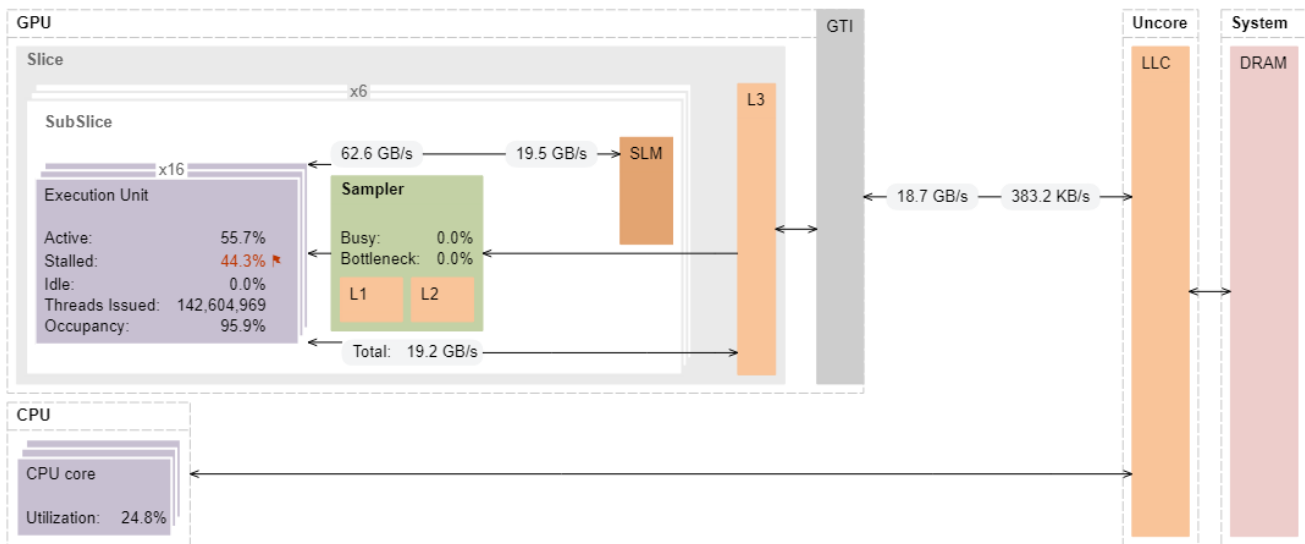 GPU
GTI
Uncore
System
Slice
LLC
DRAM
x6
L3
SubSlice
62.6 GB/s
19.5 GB/s
SLM
x16
Execution Unit
Sampler
18.7 GB/s
383.2 KB/s
Active: 55.7%
Busy: 0.0%
Stalled: 44.3%
Bottleneck: 0.0%
Idle: 0.0%
L1
L2
Threads Issued: 142,604,969
Occupancy: 95.9%
Total: 19.2 GB/s
CPU
CPU core
Utilization: 24.8%